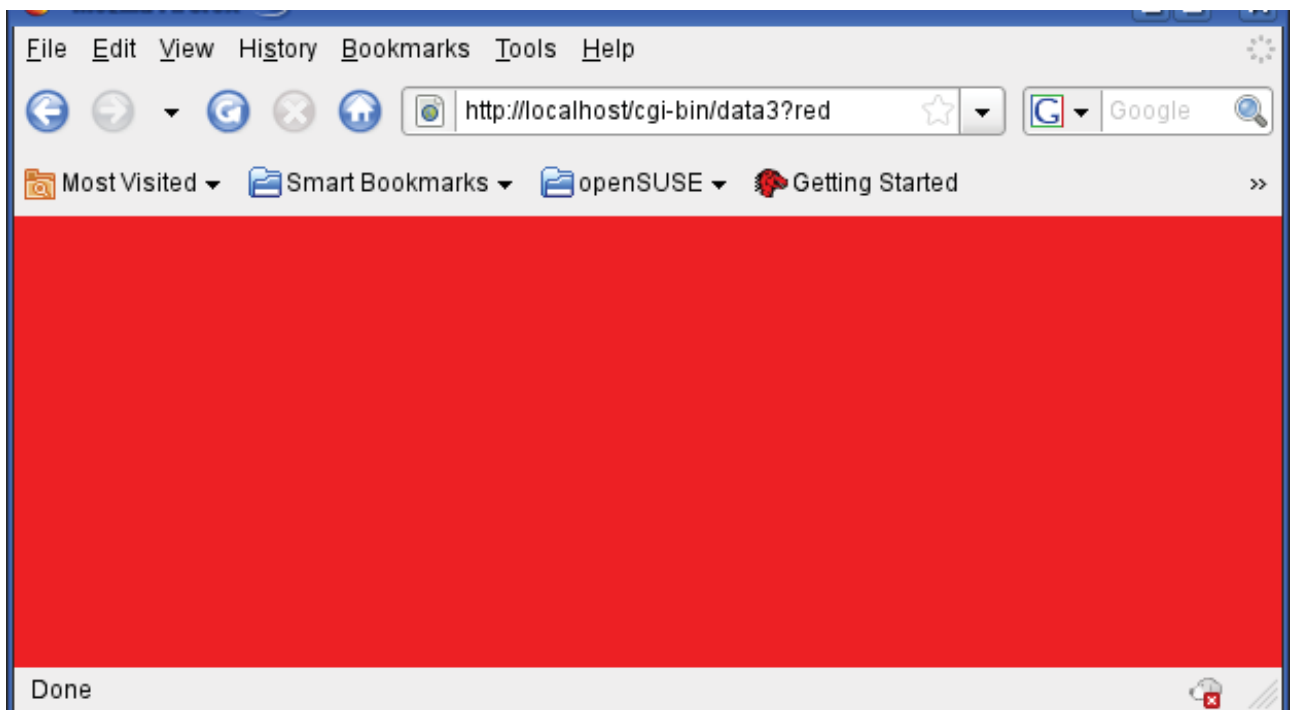 File Edit View History Bookmarks Tools Help
http://localhost/cgi-bin/data3?red G Google
Most Visited Smart Bookmarks openSUSE Getting Started »
Done